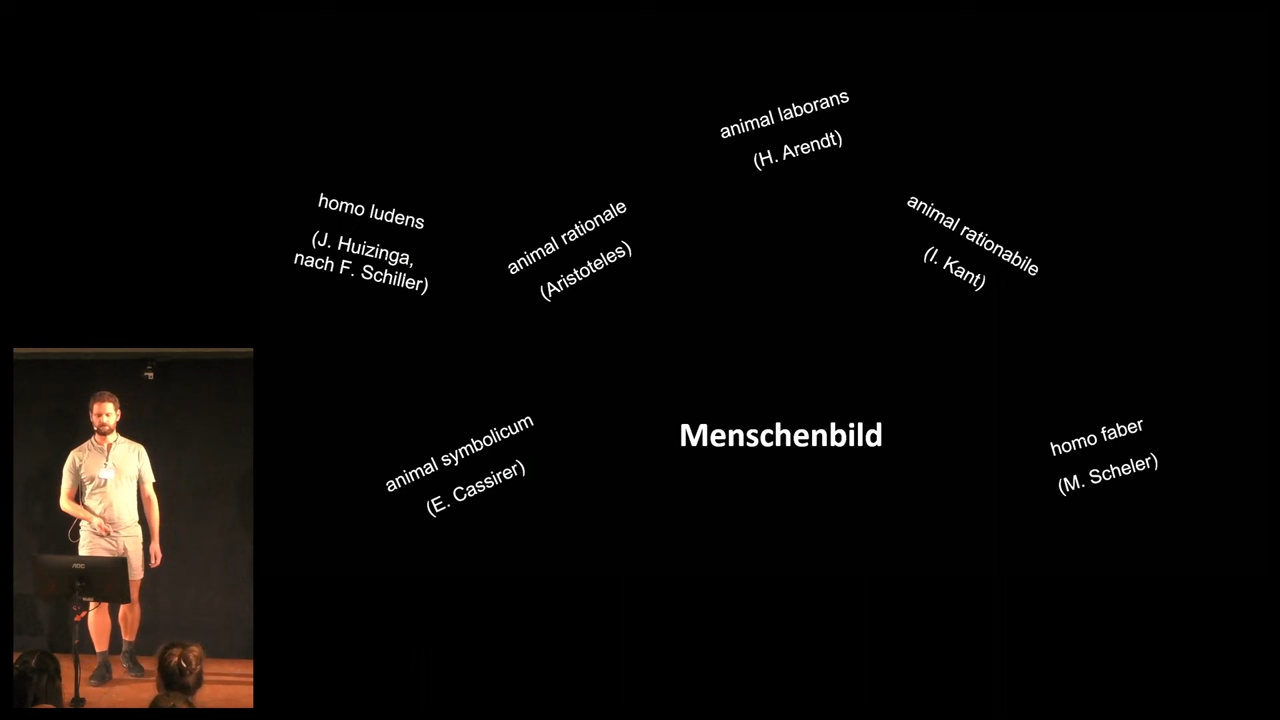 animal laborans
(H. Arendt)
homo ludens
(J. Huizinga,
nach F. Schiller)
animal rationale
(Aristoteles)
animal rationabile
(I. Kant)
animal symbolicum
(E. Cassirer)
Menschenbild
homo faber
(M. Scheler)
AOC